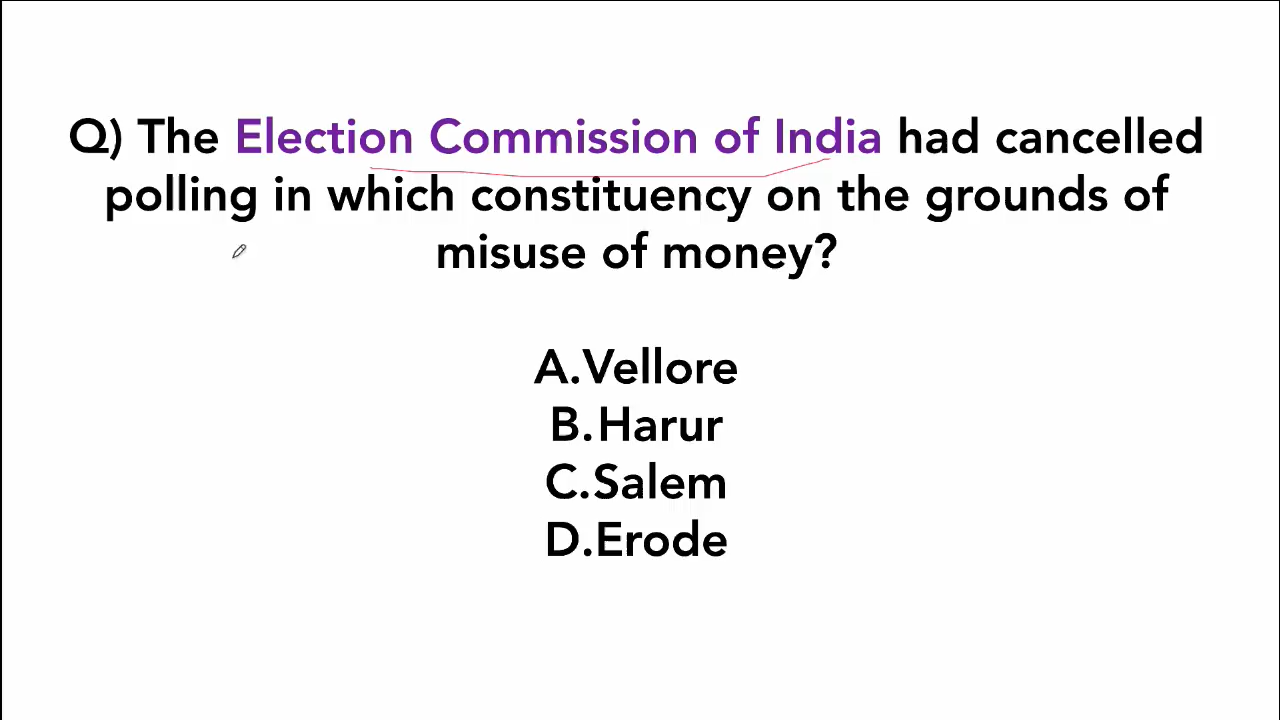 Q) The Election Commission of India had cancelled
polling in which constituency on the grounds of
misuse of money?
A.Vellore
B.Harur
C.Salem
D.Erode